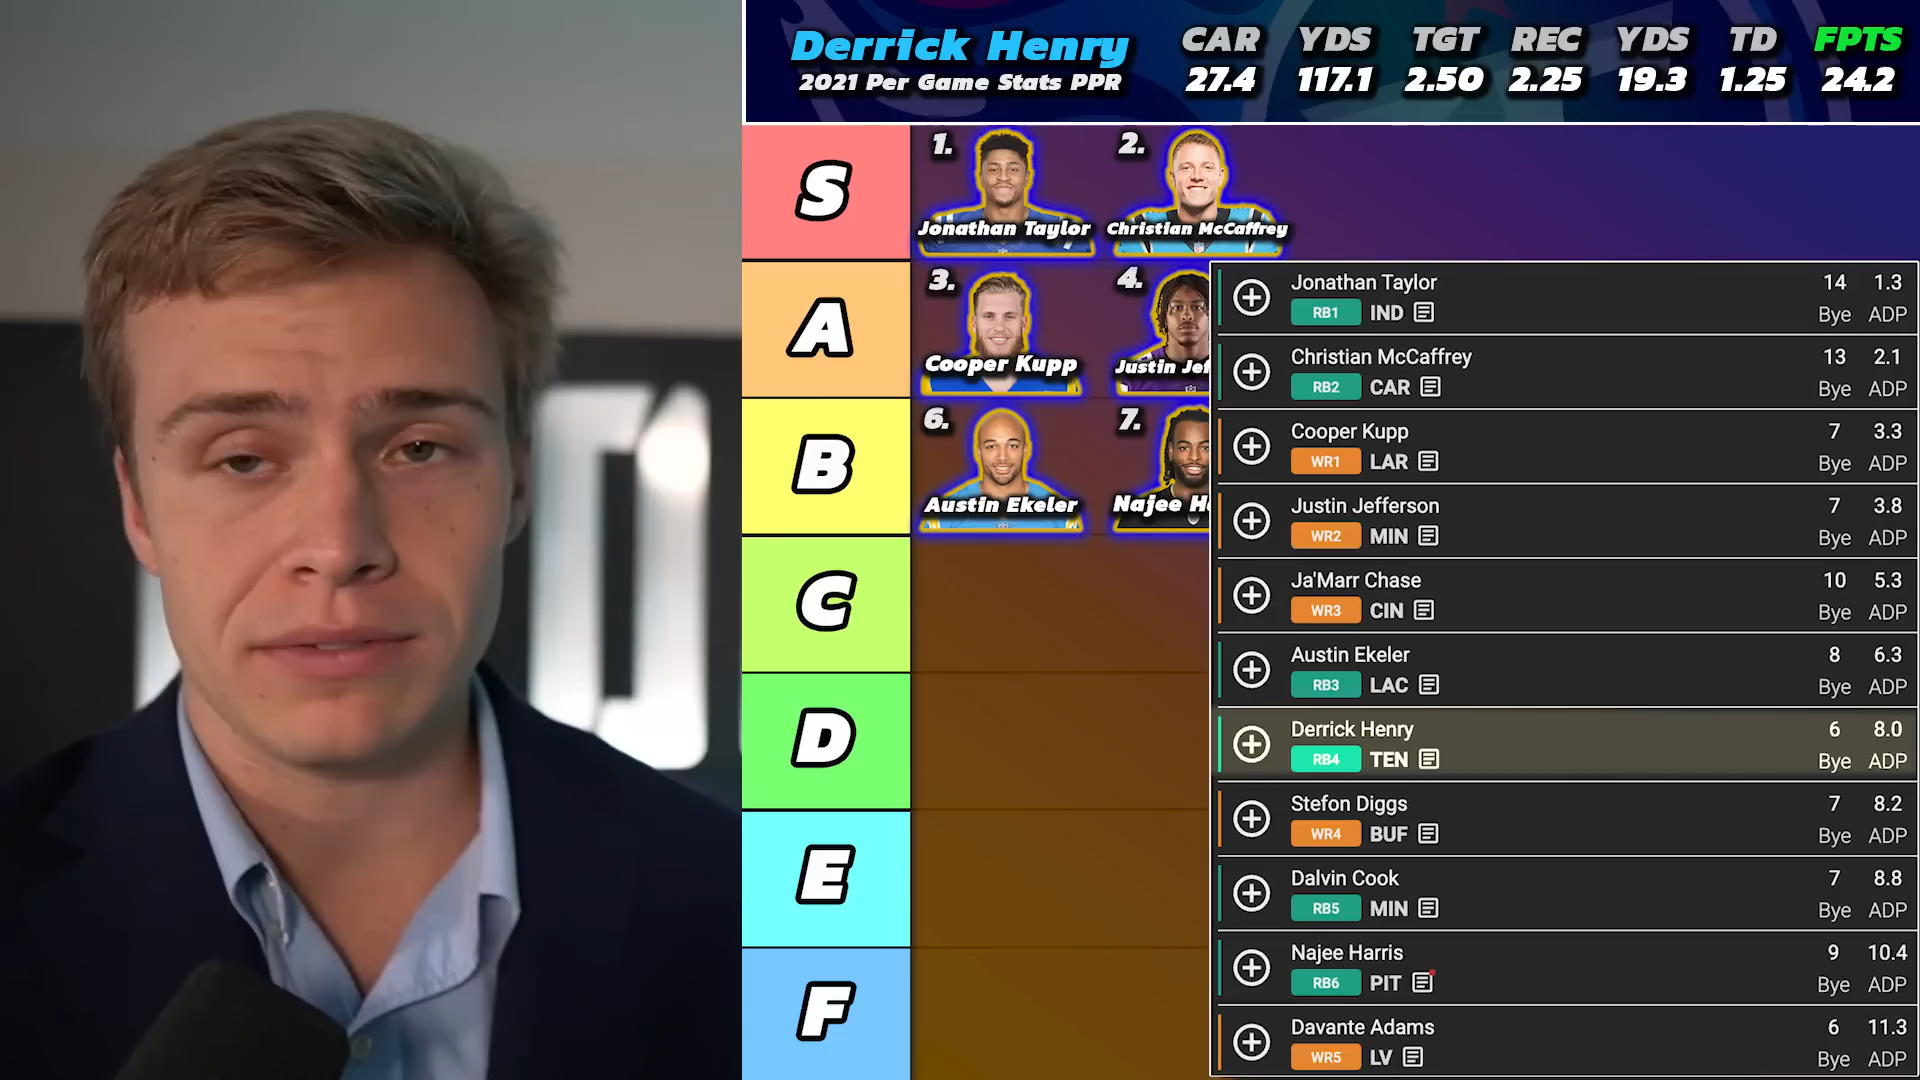 Derrick Henry
2021 Per Game Stats PPR
CAR YDS TGT REC YDS TD FPTS
27.4 117.1 2.50 2.25 19.3 1.25 24.2
S
1.
Jonathan Taylor
2.
Christian McCaffrey
A
3.
Cooper Kupp
4.
Justin Jef
B
6.
Austin Ekeler
7.
Najee H
C
D
E
F
Jonathan Taylor 14 1.3
RB1 IND Bye ADP
Christian McCaffrey 13 2.1
RB2 CAR Bye ADP
Cooper Kupp 7 3.3
WR1 LAR Bye ADP
Justin Jefferson 7 3.8
WR2 MIN Bye ADP
Ja'Marr Chase 10 5.3
WR3 CIN Bye ADP
Austin Ekeler 8 6.3
RB3 LAC Bye ADP
Derrick Henry 6 8.0
RB4 TEN Bye ADP
Stefon Diggs 7 8.2
WR4 BUF Bye ADP
Dalvin Cook 7 8.8
RB5 MIN Bye ADP
Najee Harris 9 10.4
RB6 PIT Bye ADP
Davante Adams 6 11.3
WR5 LV Bye ADP